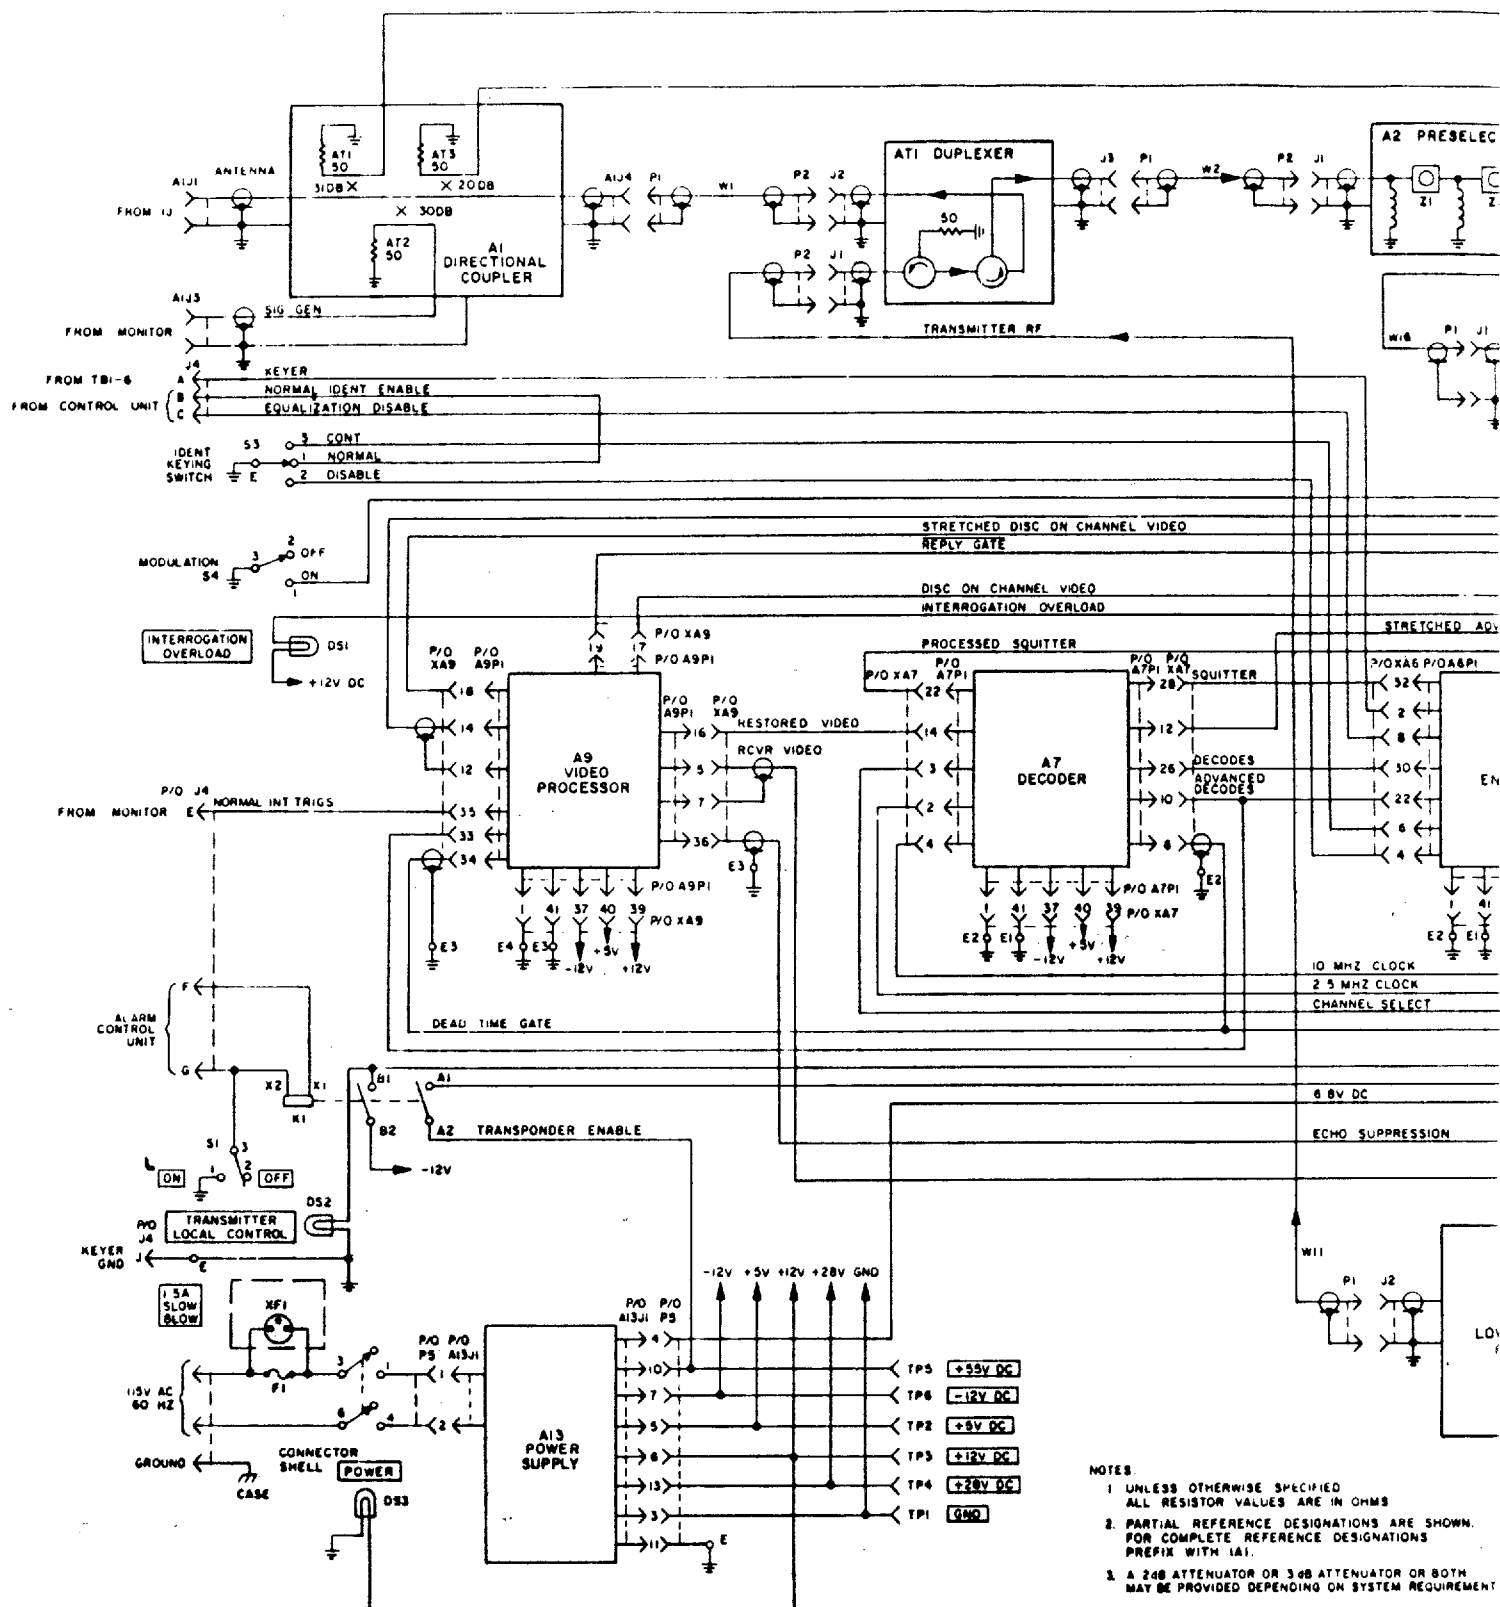 ANTENNA
A1J1
FROM 1J
AT1
50
AT3
50
31DB
20DB
30DB
AT2
50
A1
DIRECTIONAL
COUPLER
A1J4
P1
W1
P2
J2
AT1 DUPLEXER
50
J3
P1
W2
P2
J1
A2 PRESELEC
Z1
P2
J1
A1J3
SIG GEN
FROM MONITOR
TRANSMITTER RF
W16
P1
J1
J4
FROM TB1-6
A
KEYER
FROM CONTROL UNIT
B
NORMAL IDENT ENABLE
C
EQUALIZATION DISABLE
IDENT
KEYING
SWITCH
S3
E
3 CONT
1 NORMAL
2 DISABLE
MODULATION
S4
3
2
OFF
ON
1
STRETCHED DISC ON CHANNEL VIDEO
REPLY GATE
DISC ON CHANNEL VIDEO
INTERROGATION OVERLOAD
INTERROGATION
OVERLOAD
DS1
+12V DC
P/O XA9
19
17
P/O A9P1
PROCESSED SQUITTER
STRETCHED ADV
P/O
XA9
P/O
A9P1
18
14
12
35
33
34
A9
VIDEO
PROCESSOR
P/O
A9P1
P/O
XA9
16
RESTORED VIDEO
5
RCVR VIDEO
7
36
E3
P/O XA7
P/O
A7P1
22
14
3
2
4
A7
DECODER
P/O
A7P1
P/O
XA7
28
SQUITTER
12
26
DECODES
10
ADVANCED
DECODES
6
E2
P/O XA6
P/O A6P1
32
2
8
30
22
6
4
EN
P/O J4
FROM MONITOR
E
NORMAL INT TRIGS
E3
P/O A9P1
1
41
37
40
39
P/O XA9
E4
E3
-12V
+5V
+12V
P/O A7P1
1
41
37
40
39
P/O XA7
E2
E1
-12V
+5V
+12V
1
41
E2
E1
10 MHZ CLOCK
2.5 MHZ CLOCK
CHANNEL SELECT
DEAD TIME GATE
ALARM
CONTROL
UNIT
F
G
X2
X1
K1
B1
B2
A1
A2
TRANSPONDER ENABLE
-12V
6.8V DC
ECHO SUPPRESSION
S1
3
1
2
ON
OFF
DS2
TRANSMITTER
LOCAL CONTROL
P/O
J4
KEYER
GND
J
E
1.5A
SLOW
BLOW
XF1
F1
115V AC
60 HZ
GROUND
CASE
3
1
6
4
CONNECTOR
SHELL
POWER
DS3
P/O
P5
P/O
A13J1
1
2
A13
POWER
SUPPLY
P/O
A13J1
P/O
P5
4
10
7
5
6
13
3
11
E
-12V
+5V
+12V
+28V
GND
TP5
+55V DC
TP6
-12V DC
TP2
+5V DC
TP3
+12V DC
TP4
+28V DC
TP1
GND
W11
P1
J2
LOW
NOTES.
1 UNLESS OTHERWISE SPECIFIED
ALL RESISTOR VALUES ARE IN OHMS
2. PARTIAL REFERENCE DESIGNATIONS ARE SHOWN.
FOR COMPLETE REFERENCE DESIGNATIONS
PREFIX WITH 1A1.
3. A 2dB ATTENUATOR OR 3 dB ATTENUATOR OR BOTH
MAY BE PROVIDED DEPENDING ON SYSTEM REQUIREMENT